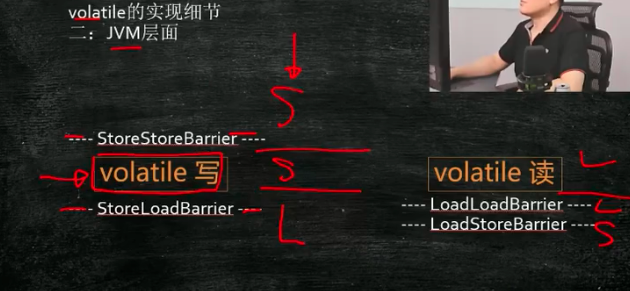 volatile的实现细节
二：JVM层面
S
---- StoreStoreBarrier ----
volatile 写
S
---- StoreLoadBarrier ----
L
volatile 读
L
---- LoadLoadBarrier ----
L
---- LoadStoreBarrier ----
S